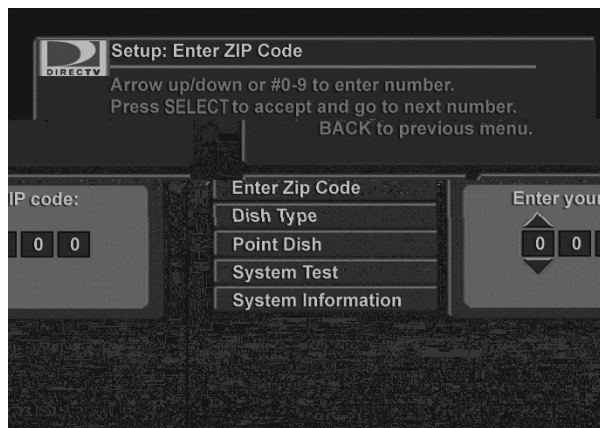 DIRECTV
Setup: Enter ZIP Code
Arrow up/down or #0-9 to enter number.
Press SELECT to accept and go to next number.
BACK to previous menu.
IP code:
0 0
Enter Zip Code
Dish Type
Point Dish
System Test
System Information
Enter your
0 0